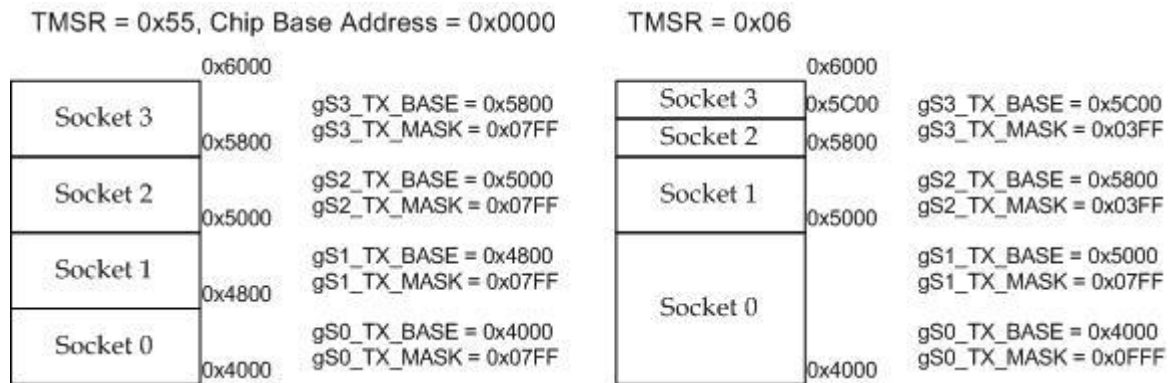 TMSR = 0x55, Chip Base Address = 0x0000
0x6000
Socket 3
gS3_TX_BASE = 0x5800
gS3_TX_MASK = 0x07FF
0x5800
Socket 2
gS2_TX_BASE = 0x5000
gS2_TX_MASK = 0x07FF
0x5000
Socket 1
gS1_TX_BASE = 0x4800
gS1_TX_MASK = 0x07FF
0x4800
Socket 0
gS0_TX_BASE = 0x4000
gS0_TX_MASK = 0x07FF
0x4000
TMSR = 0x06
0x6000
Socket 3
0x5C00
gS3_TX_BASE = 0x5C00
gS3_TX_MASK = 0x03FF
Socket 2
0x5800
gS2_TX_BASE = 0x5800
gS2_TX_MASK = 0x03FF
Socket 1
0x5000
gS1_TX_BASE = 0x5000
gS1_TX_MASK = 0x07FF
Socket 0
gS0_TX_BASE = 0x4000
gS0_TX_MASK = 0x0FFF
0x4000